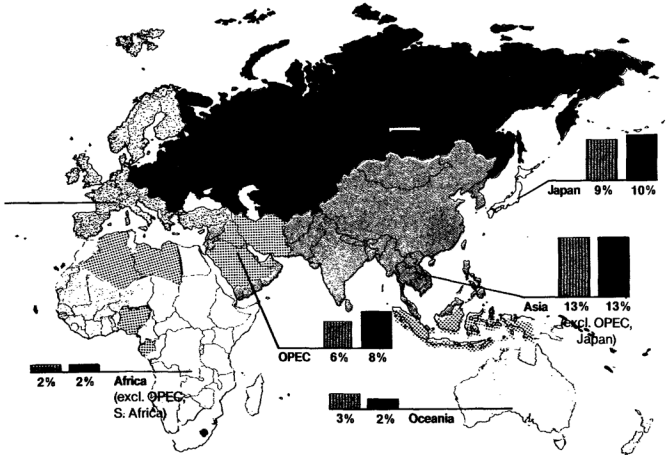 Japan 9% 10%
Asia 13% 13%
(excl. OPEC,
Japan)
OPEC 6% 8%
2% 2% Africa
(excl. OPEC,
S. Africa)
3% 2% Oceania